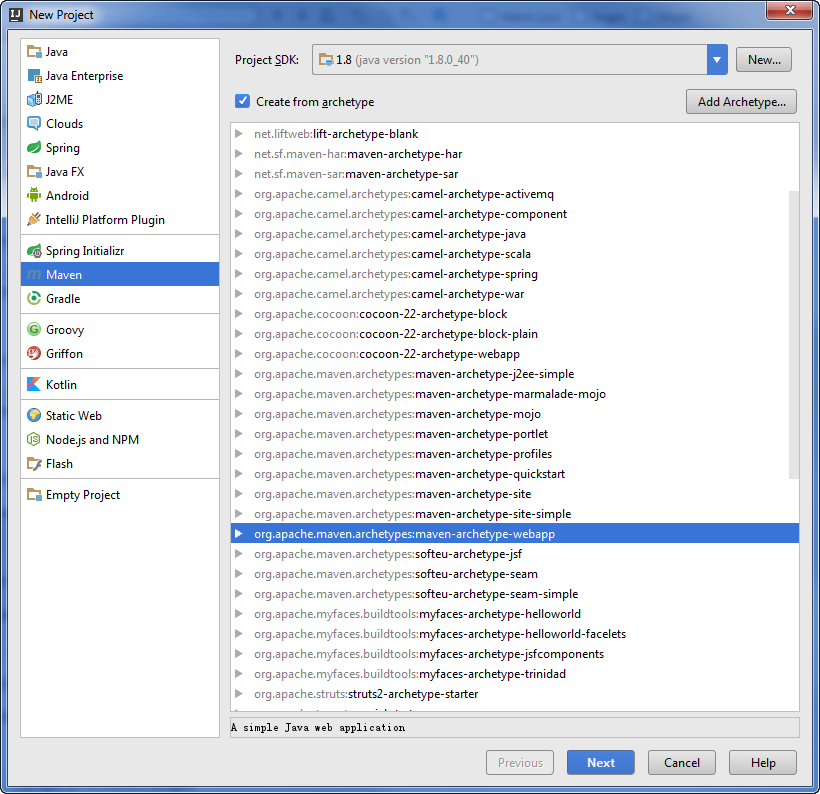 New Project
Java
Java Enterprise
J2ME
Clouds
Spring
Java FX
Android
IntelliJ Platform Plugin
Spring Initializr
Maven
Gradle
Groovy
Griffon
Kotlin
Static Web
Node.js and NPM
Flash
Empty Project
Project SDK: 1.8 (java version "1.8.0_40") New...
Create from archetype Add Archetype...
net.liftweb:lift-archetype-blank
net.sf.maven-har:maven-archetype-har
net.sf.maven-sar:maven-archetype-sar
org.apache.camel.archetypes:camel-archetype-activemq
org.apache.camel.archetypes:camel-archetype-component
org.apache.camel.archetypes:camel-archetype-java
org.apache.camel.archetypes:camel-archetype-scala
org.apache.camel.archetypes:camel-archetype-spring
org.apache.camel.archetypes:camel-archetype-war
org.apache.cocoon:cocoon-22-archetype-block
org.apache.cocoon:cocoon-22-archetype-block-plain
org.apache.cocoon:cocoon-22-archetype-webapp
org.apache.maven.archetypes:maven-archetype-j2ee-simple
org.apache.maven.archetypes:maven-archetype-marmalade-mojo
org.apache.maven.archetypes:maven-archetype-mojo
org.apache.maven.archetypes:maven-archetype-portlet
org.apache.maven.archetypes:maven-archetype-profiles
org.apache.maven.archetypes:maven-archetype-quickstart
org.apache.maven.archetypes:maven-archetype-site
org.apache.maven.archetypes:maven-archetype-site-simple
org.apache.maven.archetypes:maven-archetype-webapp
org.apache.maven.archetypes:softeu-archetype-jsf
org.apache.maven.archetypes:softeu-archetype-seam
org.apache.maven.archetypes:softeu-archetype-seam-simple
org.apache.myfaces.buildtools:myfaces-archetype-helloworld
org.apache.myfaces.buildtools:myfaces-archetype-helloworld-facelets
org.apache.myfaces.buildtools:myfaces-archetype-jsfcomponents
org.apache.myfaces.buildtools:myfaces-archetype-trinidad
org.apache.struts:struts2-archetype-starter
A simple Java web application
Previous Next Cancel Help